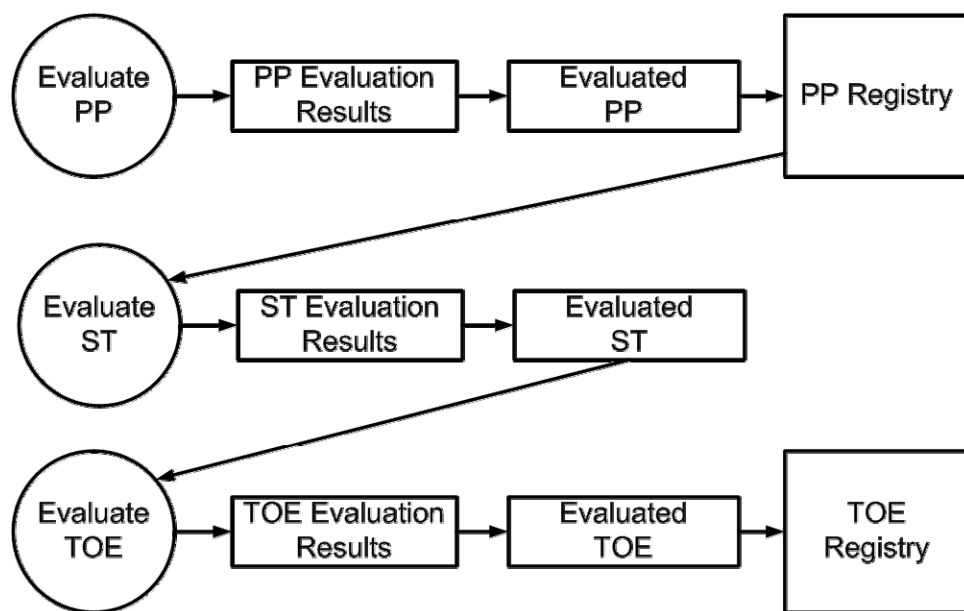 Evaluate
PP
PP Evaluation
Results
Evaluated
PP
PP Registry
Evaluate
ST
ST Evaluation
Results
Evaluated
ST
Evaluate
TOE
TOE Evaluation
Results
Evaluated
TOE
TOE
Registry